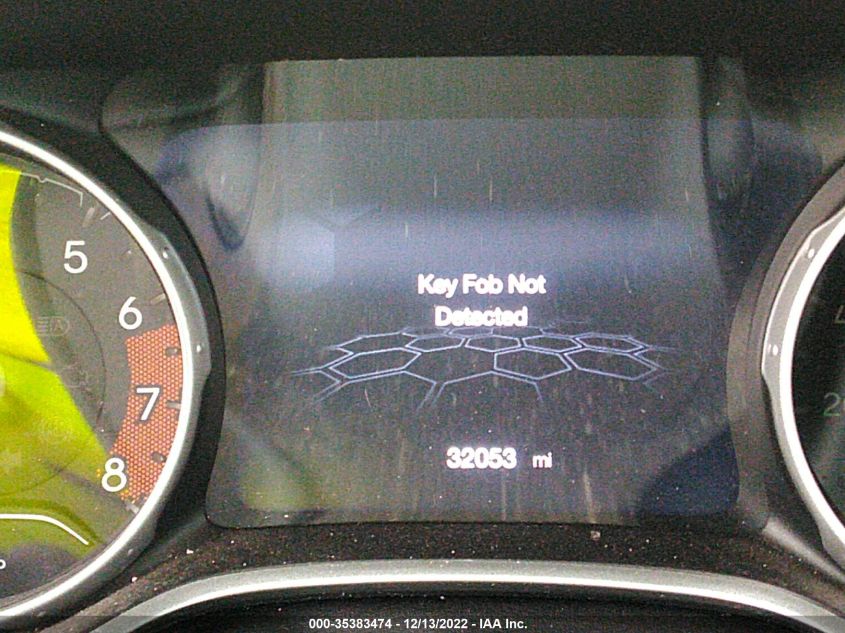 5
6
7
8
Key Fob Not
Detected
32053 mi
000-35383474 - 12/13/2022 - IAA Inc.